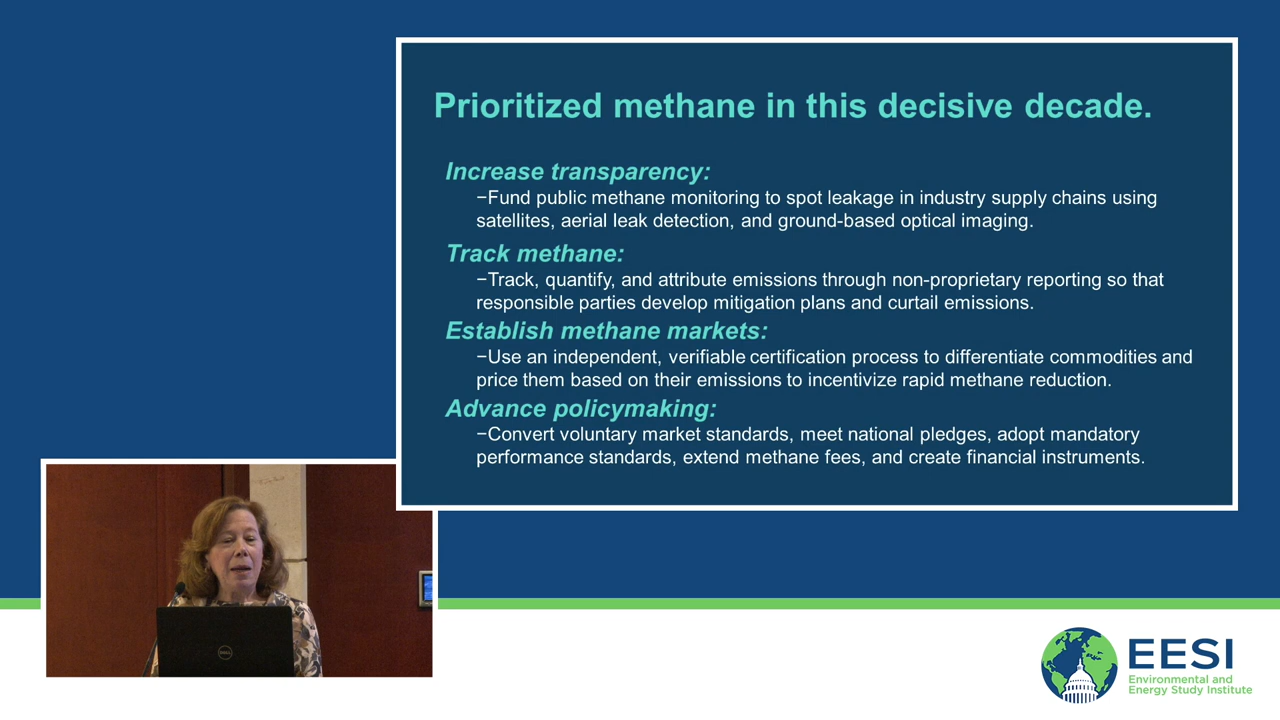 Prioritized methane in this decisive decade.
Increase transparency:
−Fund public methane monitoring to spot leakage in industry supply chains using
satellites, aerial leak detection, and ground-based optical imaging.
Track methane:
−Track, quantify, and attribute emissions through non-proprietary reporting so that
responsible parties develop mitigation plans and curtail emissions.
Establish methane markets:
−Use an independent, verifiable certification process to differentiate commodities and
price them based on their emissions to incentivize rapid methane reduction.
Advance policymaking:
−Convert voluntary market standards, meet national pledges, adopt mandatory
performance standards, extend methane fees, and create financial instruments.
DELL
EESI
Environmental and
Energy Study Institute